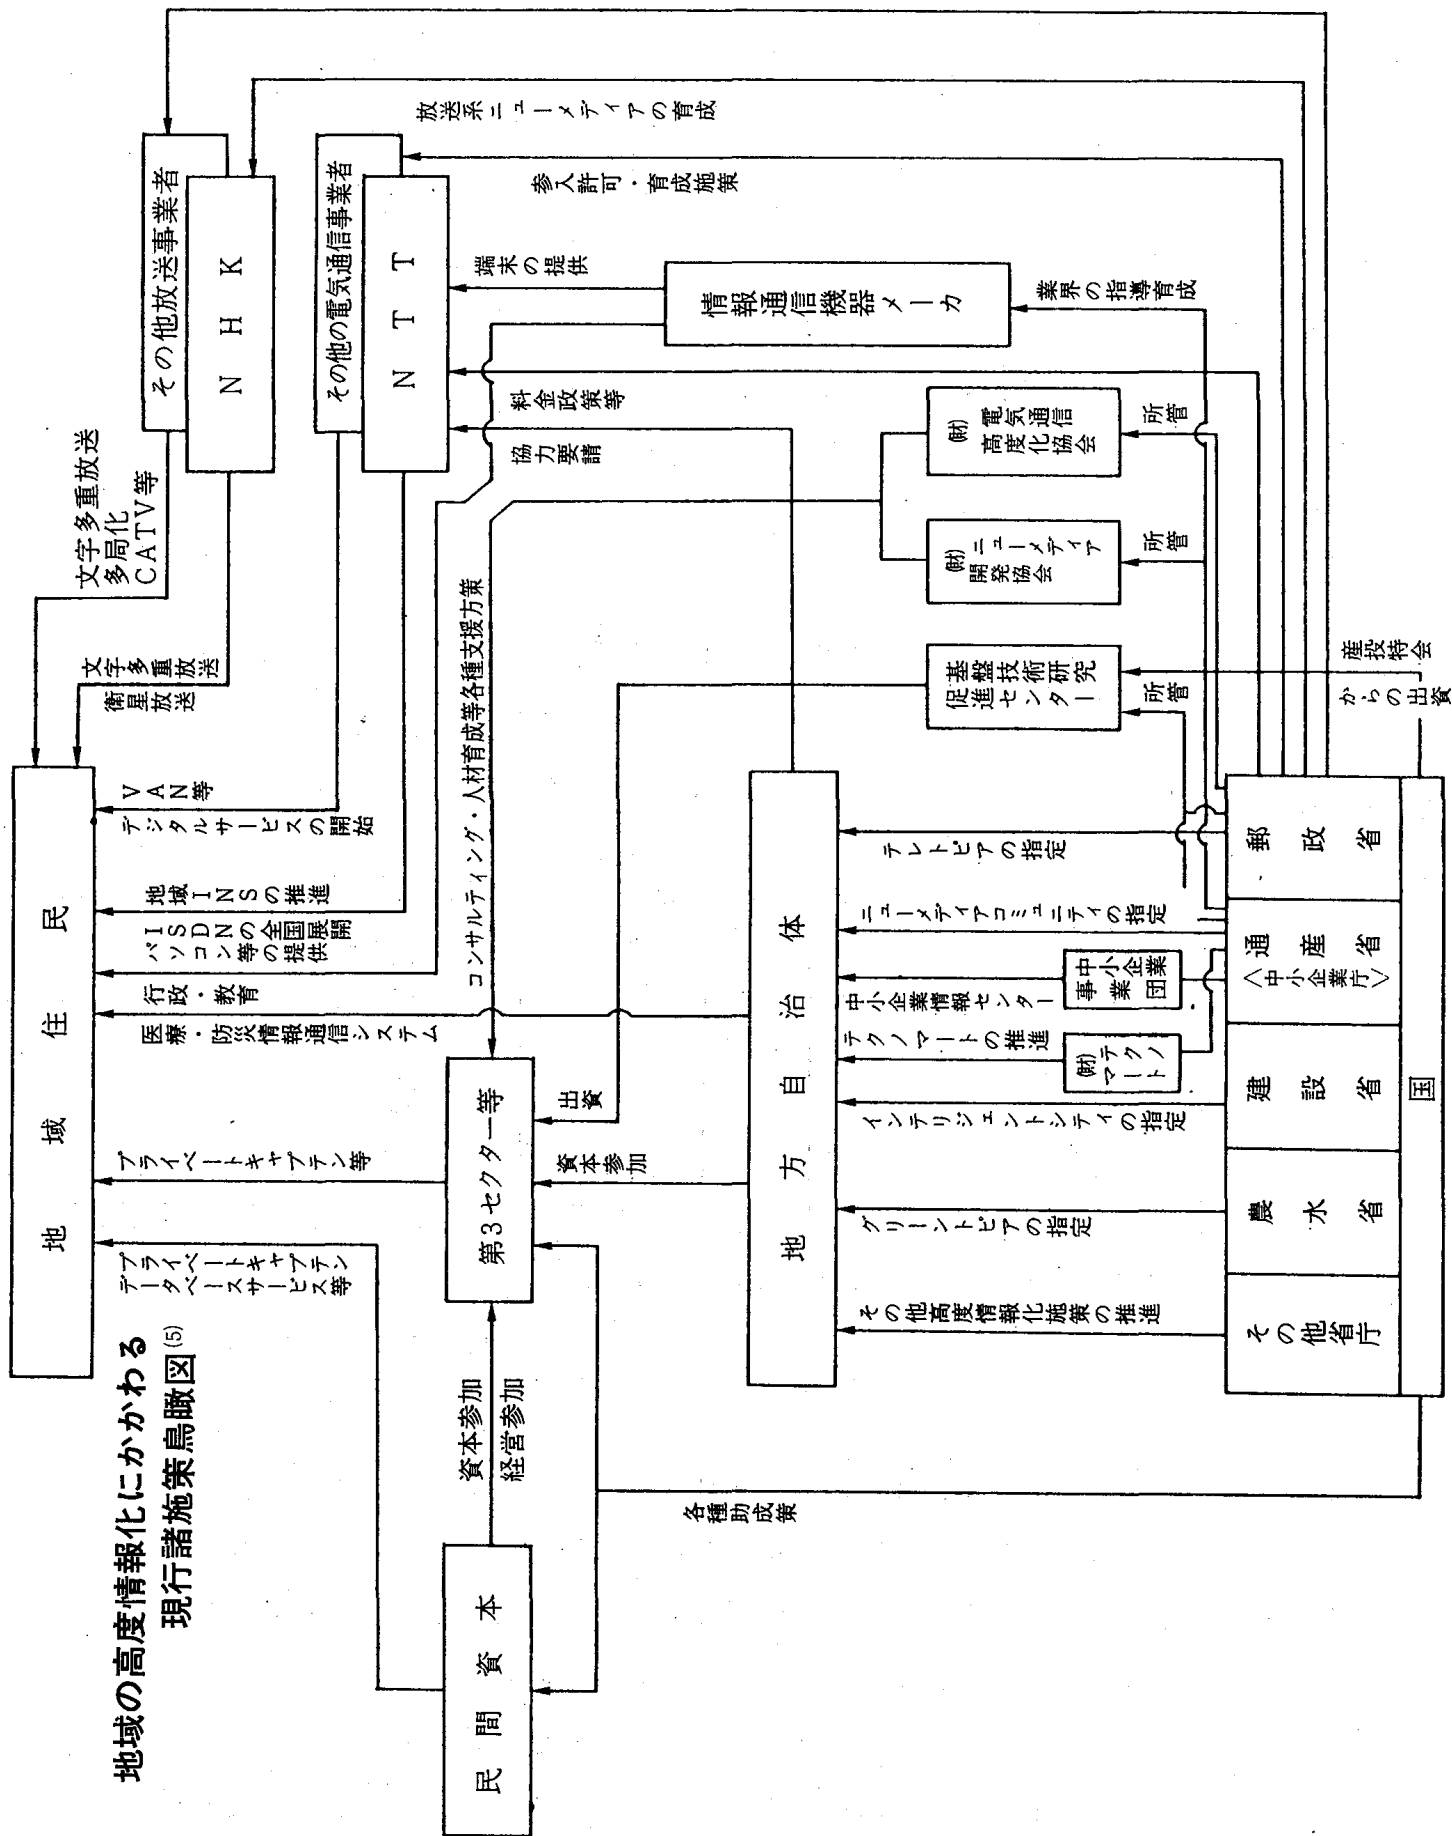 地域の高度情報化にかかわる
現行諸施策鳥瞰図(5)
地域住民
文字多重放送
多局化
CATV等
文字多重放送
衛星放送
VAN等
デジタルサービスの開始
地域INSの推進
ISDNの全国展開
パソコン等の提供
行政・教育
医療・防災情報通信システム
プライベートキャプテン等
プライベートキャプテン
データベースサービス等
その他放送事業者
NHK
放送系ニューメディアの育成
その他の電気通信事業者
NTT
参入許可・育成施策
端末の提供
料金政策等
協力要請
情報通信機器メーカ
業界の指導育成
コンサルティング・人材育成等各種支援方策
第3セクター等
出資
資本参加
資本参加
経営参加
民間資本
各種助成策
(財)電気通信
高度化協会
所管
(財)ニューメディア
開発協会
所管
基盤技術研究
促進センター
所管
産投特会
からの出資
地方自治体
テレトピアの指定
ニューメディアコミュニティの指定
中小企業情報センター
中小企業
事業団
テクノマートの推進
(財)テクノ
マート
インテリジェントシティの指定
グリーントピアの指定
その他高度情報化施策の推進
郵政省
通産省
<中小企業庁>
建設省
農水省
その他省庁
国